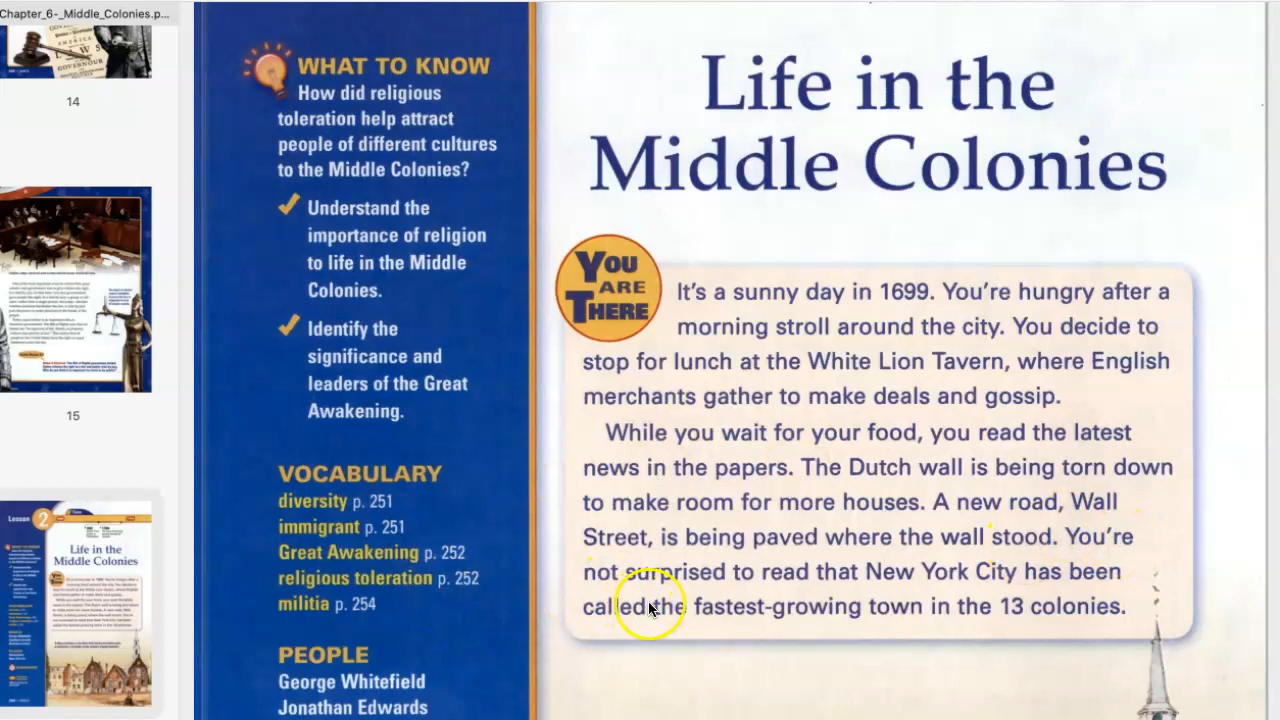 Chapter_6-_Middle_Colonies.p...
14
15
Lesson 2
Life in the
Middle Colonies
WHAT TO KNOW
How did religious
toleration help attract
people of different cultures
to the Middle Colonies?
Understand the
importance of religion
to life in the Middle
Colonies.
Identify the
significance and
leaders of the Great
Awakening.
VOCABULARY
diversity p. 251
immigrant p. 251
Great Awakening p. 252
religious toleration p. 252
militia p. 254
PEOPLE
George Whitefield
Jonathan Edwards
Life in the
Middle Colonies
YOU
ARE
THERE
It's a sunny day in 1699. You're hungry after a
morning stroll around the city. You decide to
stop for lunch at the White Lion Tavern, where English
merchants gather to make deals and gossip.
While you wait for your food, you read the latest
news in the papers. The Dutch wall is being torn down
to make room for more houses. A new road, Wall
Street, is being paved where the wall stood. You're
not surprised to read that New York City has been
called the fastest-growing town in the 13 colonies.